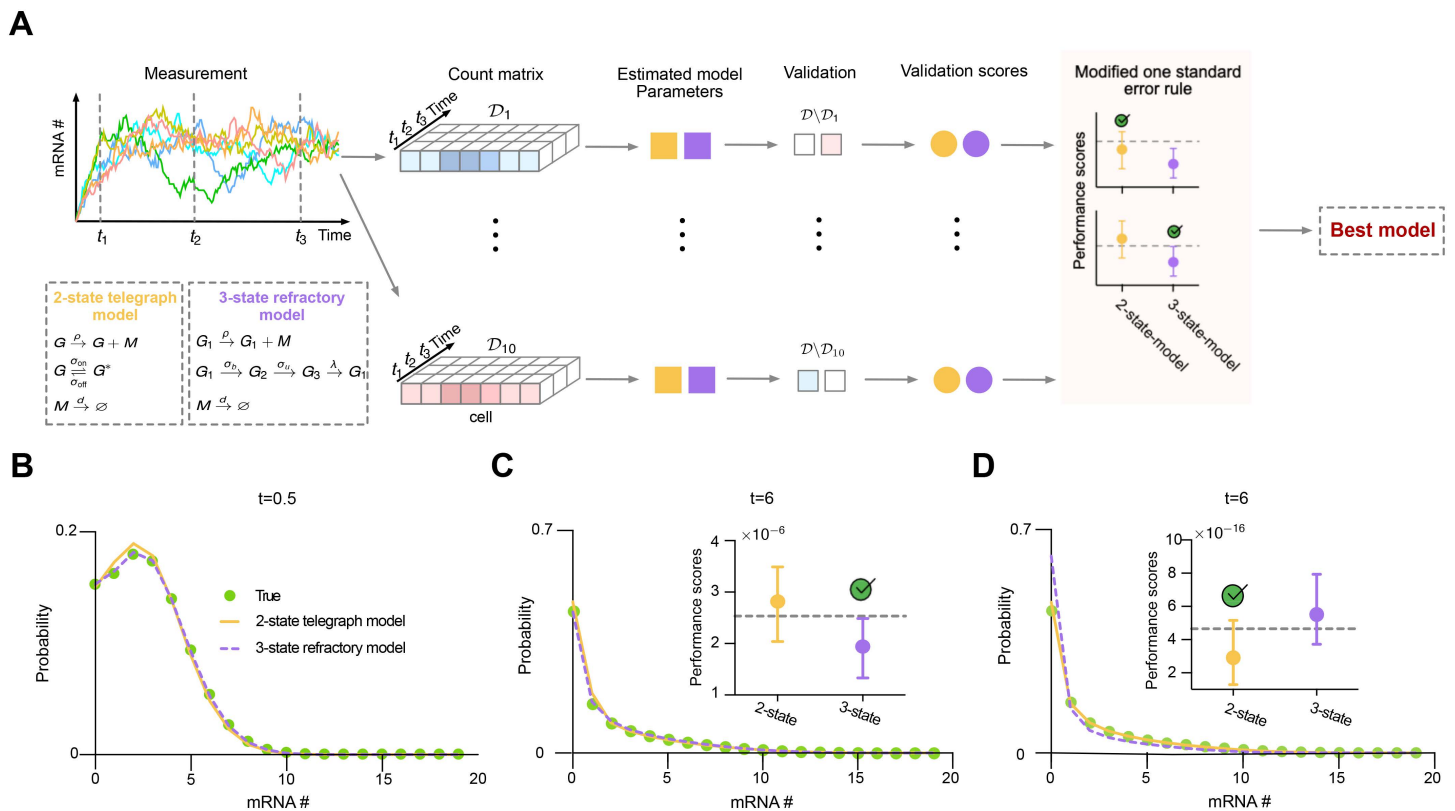 A
Measurement
mRNA #
t1
t2
t3
Time
Count matrix
t1 t2 t3 Time
𝒟1
Estimated model
Parameters
Validation
𝒟\𝒟1
Validation scores
Modified one standard
error rule
Performance scores
Performance scores
2-state-model
3-state-model
Best model
2-state telegraph
model
G →ρ G + M
G ⇌ G* σon σoff
M →d ∅
3-state refractory
model
G1 →ρ G1 + M
G1 →σb G2 →σu G3 →λ G1
M →d ∅
t1 t2 t3 Time
𝒟10
cell
𝒟\𝒟10
B
t=0.5
0.2
0
Probability
True
2-state telegraph model
3-state refractory model
0 5 10 15 20
mRNA #
C
t=6
0.7
0
Probability
×10−6
4
3
2
1
Performance scores
2-state
3-state
0 5 10 15 20
mRNA #
D
t=6
0.7
0
Probability
×10−16
10
8
6
4
2
Performance scores
2-state
3-state
0 5 10 15 20
mRNA #